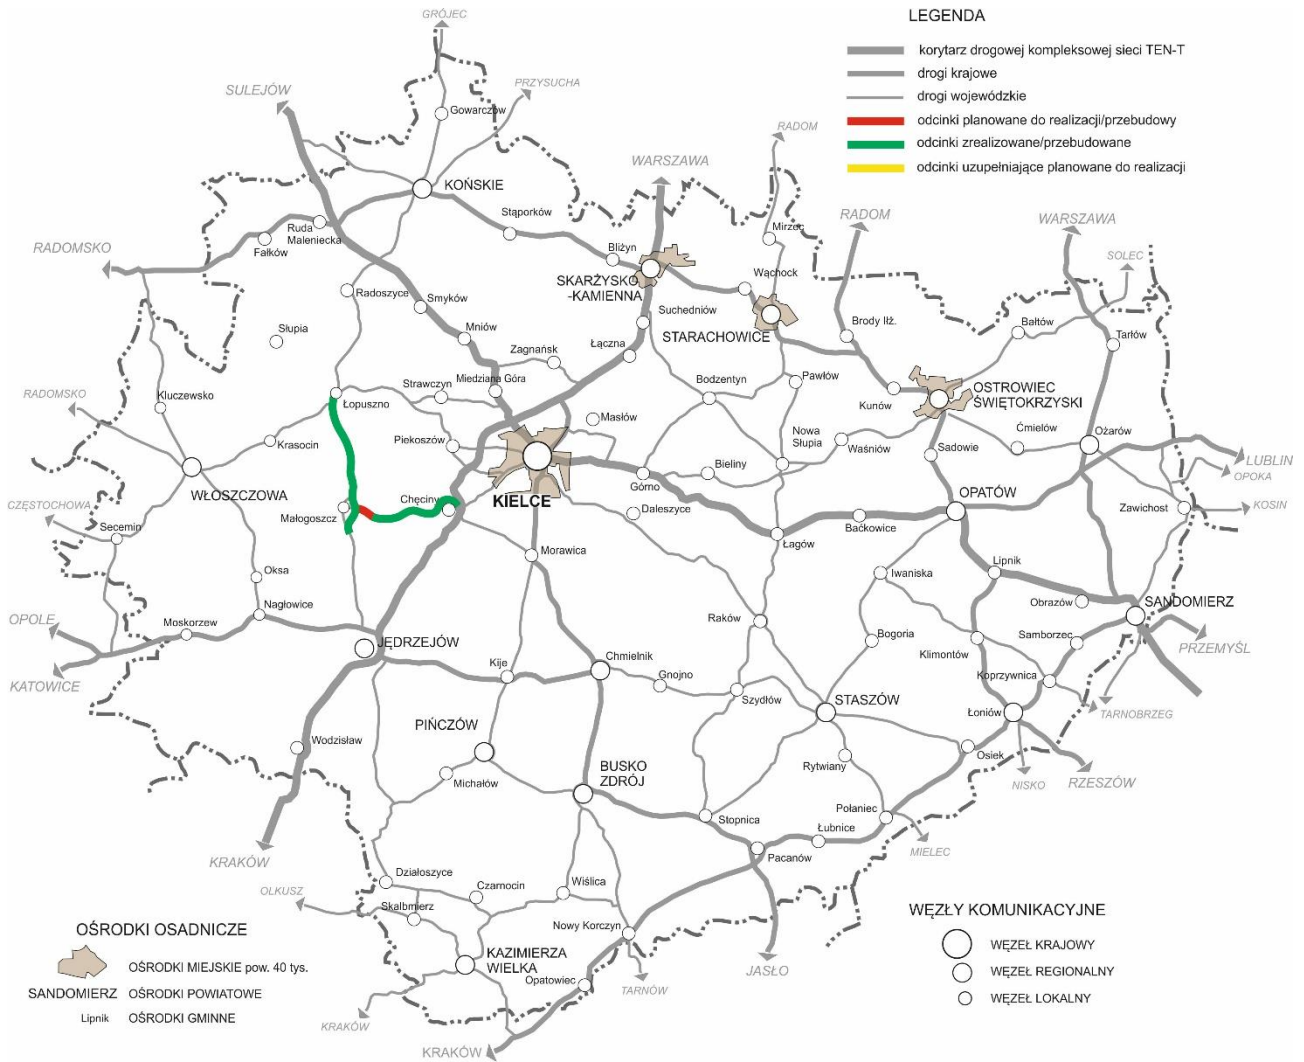 LEGENDA
korytarz drogowej kompleksowej sieci TEN-T
drogi krajowe
drogi wojewódzkie
odcinki planowane do realizacji/przebudowy
odcinki zrealizowane/przebudowane
odcinki uzupełniające planowane do realizacji
GRÓJEC
SULEJÓW
PRZYSUCHA
Gowarczów
RADOM
WARSZAWA
KOŃSKIE
Stąporków
RADOM
WARSZAWA
Ruda
Maleniecka
Fałków
RADOMSKO
Bliżyn
Mirzec
SOLEC
Wąchock
SKARŻYSKO
-KAMIENNA
Radoszyce
Smyków
Suchedniów
STARACHOWICE
Brody Iłż.
Bałtów
Tarłów
Słupia
Mniów
Łączna
Zagnańsk
Bodzentyn
Pawłów
Strawczyn
Miedziana Góra
OSTROWIEC
ŚWIĘTOKRZYSKI
RADOMSKO
Kluczewsko
Łopuszno
Kunów
Masłów
Krasocin
Piekoszów
Nowa
Słupia
Waśniów
Ćmielów
Ożarów
Sadowie
LUBLIN
OPOKA
WŁOSZCZOWA
KIELCE
Górno
Bieliny
OPATÓW
CZĘSTOCHOWA
Małogoszcz
Chęciny
Daleszyce
Baćkowice
Zawichost
KOSIN
Secemin
Łagów
Morawica
Lipnik
Oksa
Iwaniska
Obrazów
SANDOMIERZ
Nagłowice
OPOLE
Moskorzew
Raków
Bogoria
Samborzec
JĘDRZEJÓW
Klimontów
PRZEMYŚL
Kije
Chmielnik
Koprzywnica
KATOWICE
Gnojno
Szydłów
STASZÓW
Łoniów
TARNOBRZEG
PIŃCZÓW
Wodzisław
Osiek
BUSKO
ZDRÓJ
Michałów
Rytwiany
NISKO
RZESZÓW
Połaniec
Stopnica
Łubnice
MIELEC
KRAKÓW
Pacanów
Działoszyce
OLKUSZ
Czarnocin
Wiślica
Skalbmierz
WĘZŁY KOMUNIKACYJNE
WĘZEŁ KRAJOWY
WĘZEŁ REGIONALNY
WĘZEŁ LOKALNY
Nowy Korczyn
OŚRODKI OSADNICZE
OŚRODKI MIEJSKIE pow. 40 tys.
SANDOMIERZ OŚRODKI POWIATOWE
Lipnik OŚRODKI GMINNE
KAZIMIERZA
WIELKA
Opatowiec
TARNÓW
JASŁO
KRAKÓW
KRAKÓW